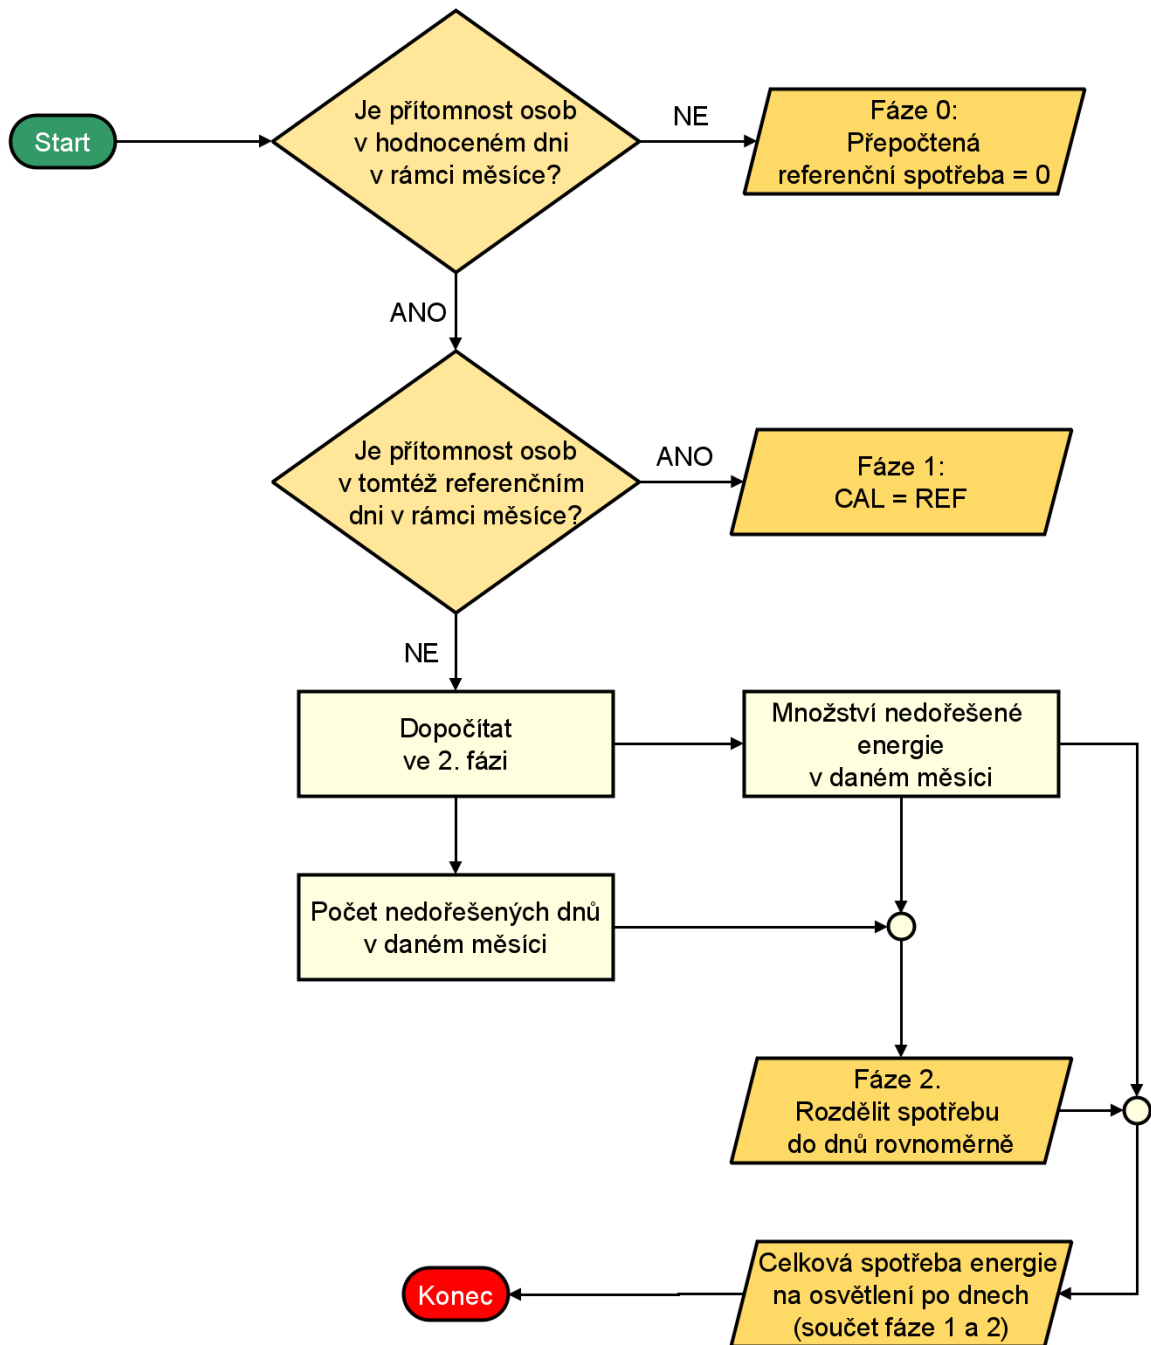 Start
Je přítomnost osob
v hodnoceném dni
v rámci měsíce?
NE
Fáze 0:
Přepočtená
referenční spotřeba = 0
ANO
Je přítomnost osob
v tomtéž referenčním
dni v rámci měsíce?
ANO
Fáze 1:
CAL = REF
NE
Dopočítat
ve 2. fázi
Množství nedořešené
energie
v daném měsíci
Počet nedořešených dnů
v daném měsíci
Fáze 2.
Rozdělit spotřebu
do dnů rovnoměrně
Celková spotřeba energie
na osvětlení po dnech
(součet fáze 1 a 2)
Konec